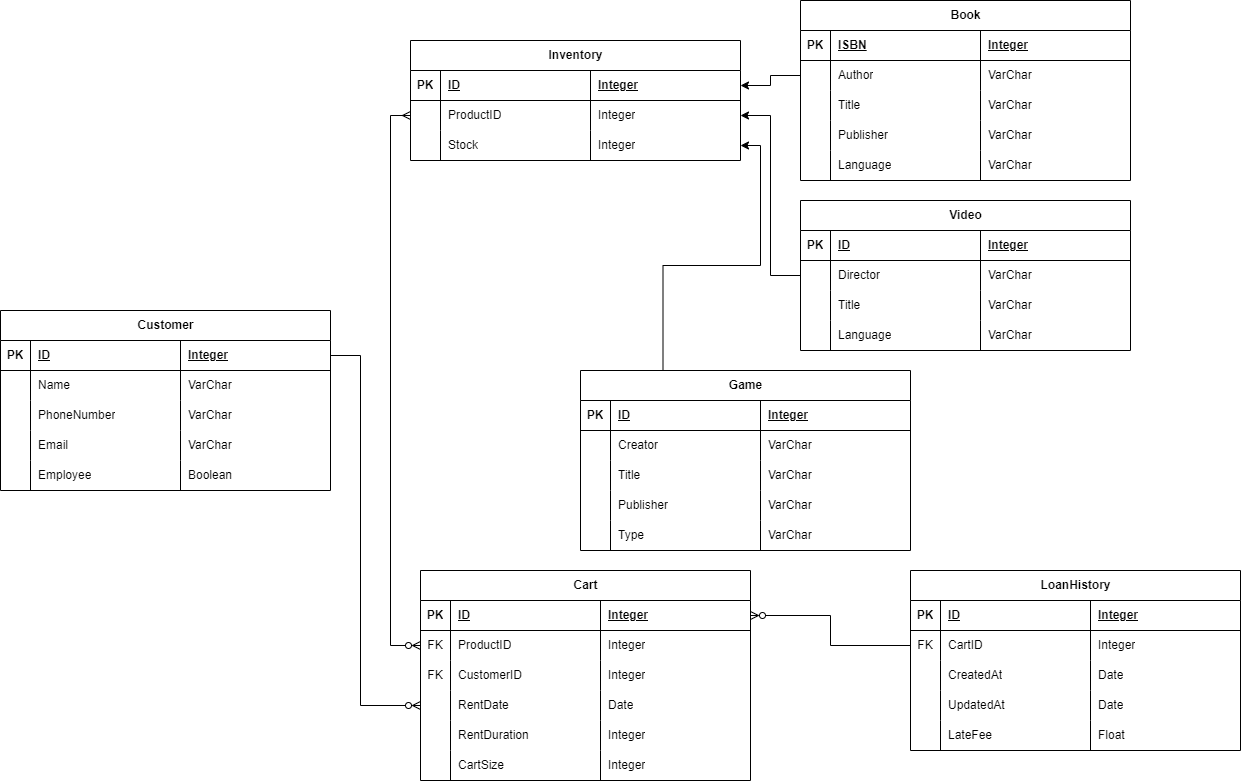 Book
PK ISBN Integer
Author VarChar
Title VarChar
Publisher VarChar
Language VarChar
Inventory
PK ID Integer
ProductID Integer
Stock Integer
Video
PK ID Integer
Director VarChar
Title VarChar
Language VarChar
Customer
PK ID Integer
Name VarChar
PhoneNumber VarChar
Email VarChar
Employee Boolean
Game
PK ID Integer
Creator VarChar
Title VarChar
Publisher VarChar
Type VarChar
Cart
PK ID Integer
FK ProductID Integer
FK CustomerID Integer
RentDate Date
RentDuration Integer
CartSize Integer
LoanHistory
PK ID Integer
FK CartID Integer
CreatedAt Date
UpdatedAt Date
LateFee Float